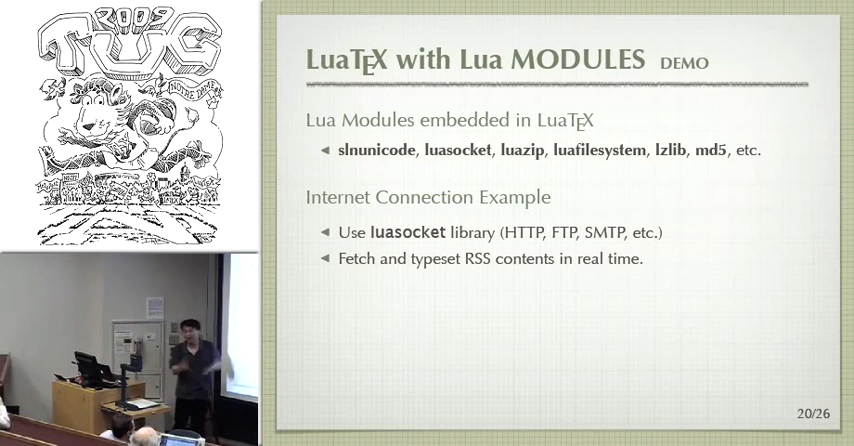 2009
TUG
NOTRE DAME
LuaTEX with Lua MODULES DEMO
Lua Modules embedded in LuaTEX
slnunicode, luasocket, luazip, luafilesystem, lzlib, md5, etc.
Internet Connection Example
Use luasocket library (HTTP, FTP, SMTP, etc.)
Fetch and typeset RSS contents in real time.
20/26